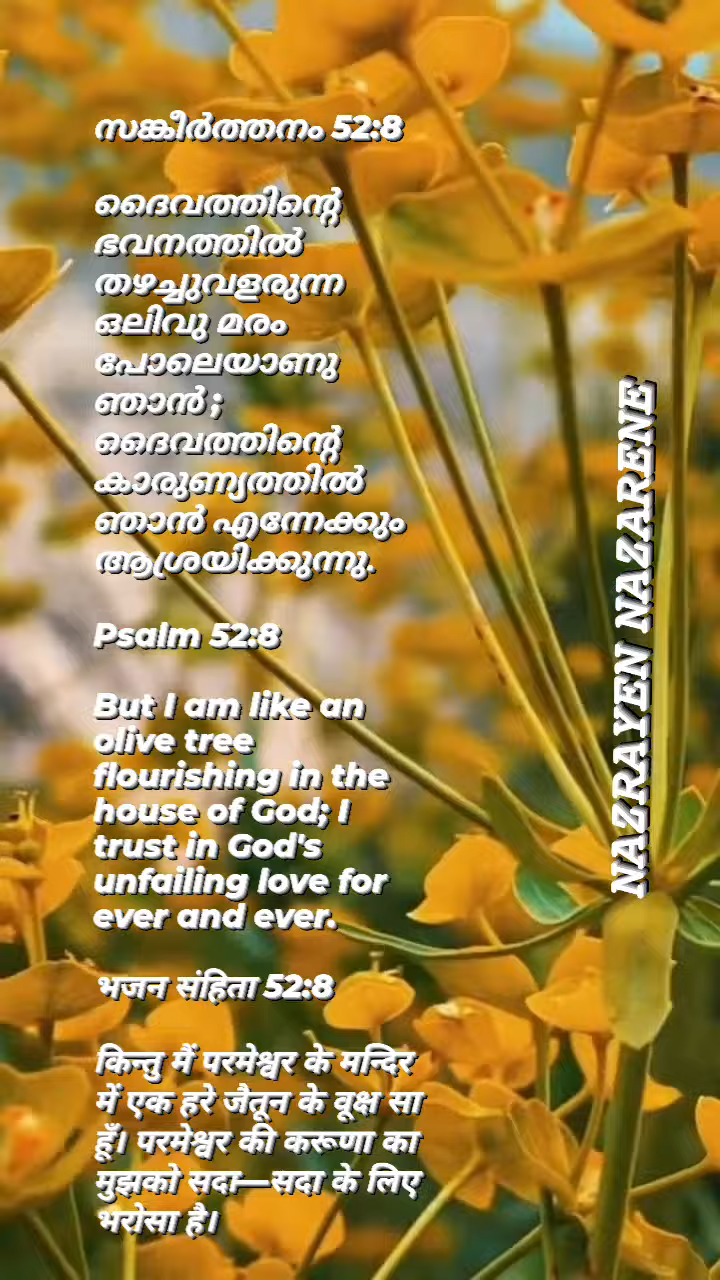 സങ്കീർത്തനം 52:8
ദൈവത്തിന്റെ
ഭവനത്തിൽ
തഴച്ചുവളരുന്ന
ഒലിവു മരം
പോലെയാണു
ഞാൻ;
ദൈവത്തിന്റെ
കാരുണ്യത്തിൽ
ഞാൻ എന്നേക്കും
ആശ്രയിക്കുന്നു.
Psalm 52:8
But I am like an
olive tree
flourishing in the
house of God; I
trust in God's
unfailing love for
ever and ever.
भजन संहिता 52:8
किन्तु मैं परमेश्वर के मन्दिर
में एक हरे जैतून के वृक्ष सा
हूँ। परमेश्वर की करूणा का
मुझको सदा—सदा के लिए
भरोसा है।
NAZRAYEN NAZARENE